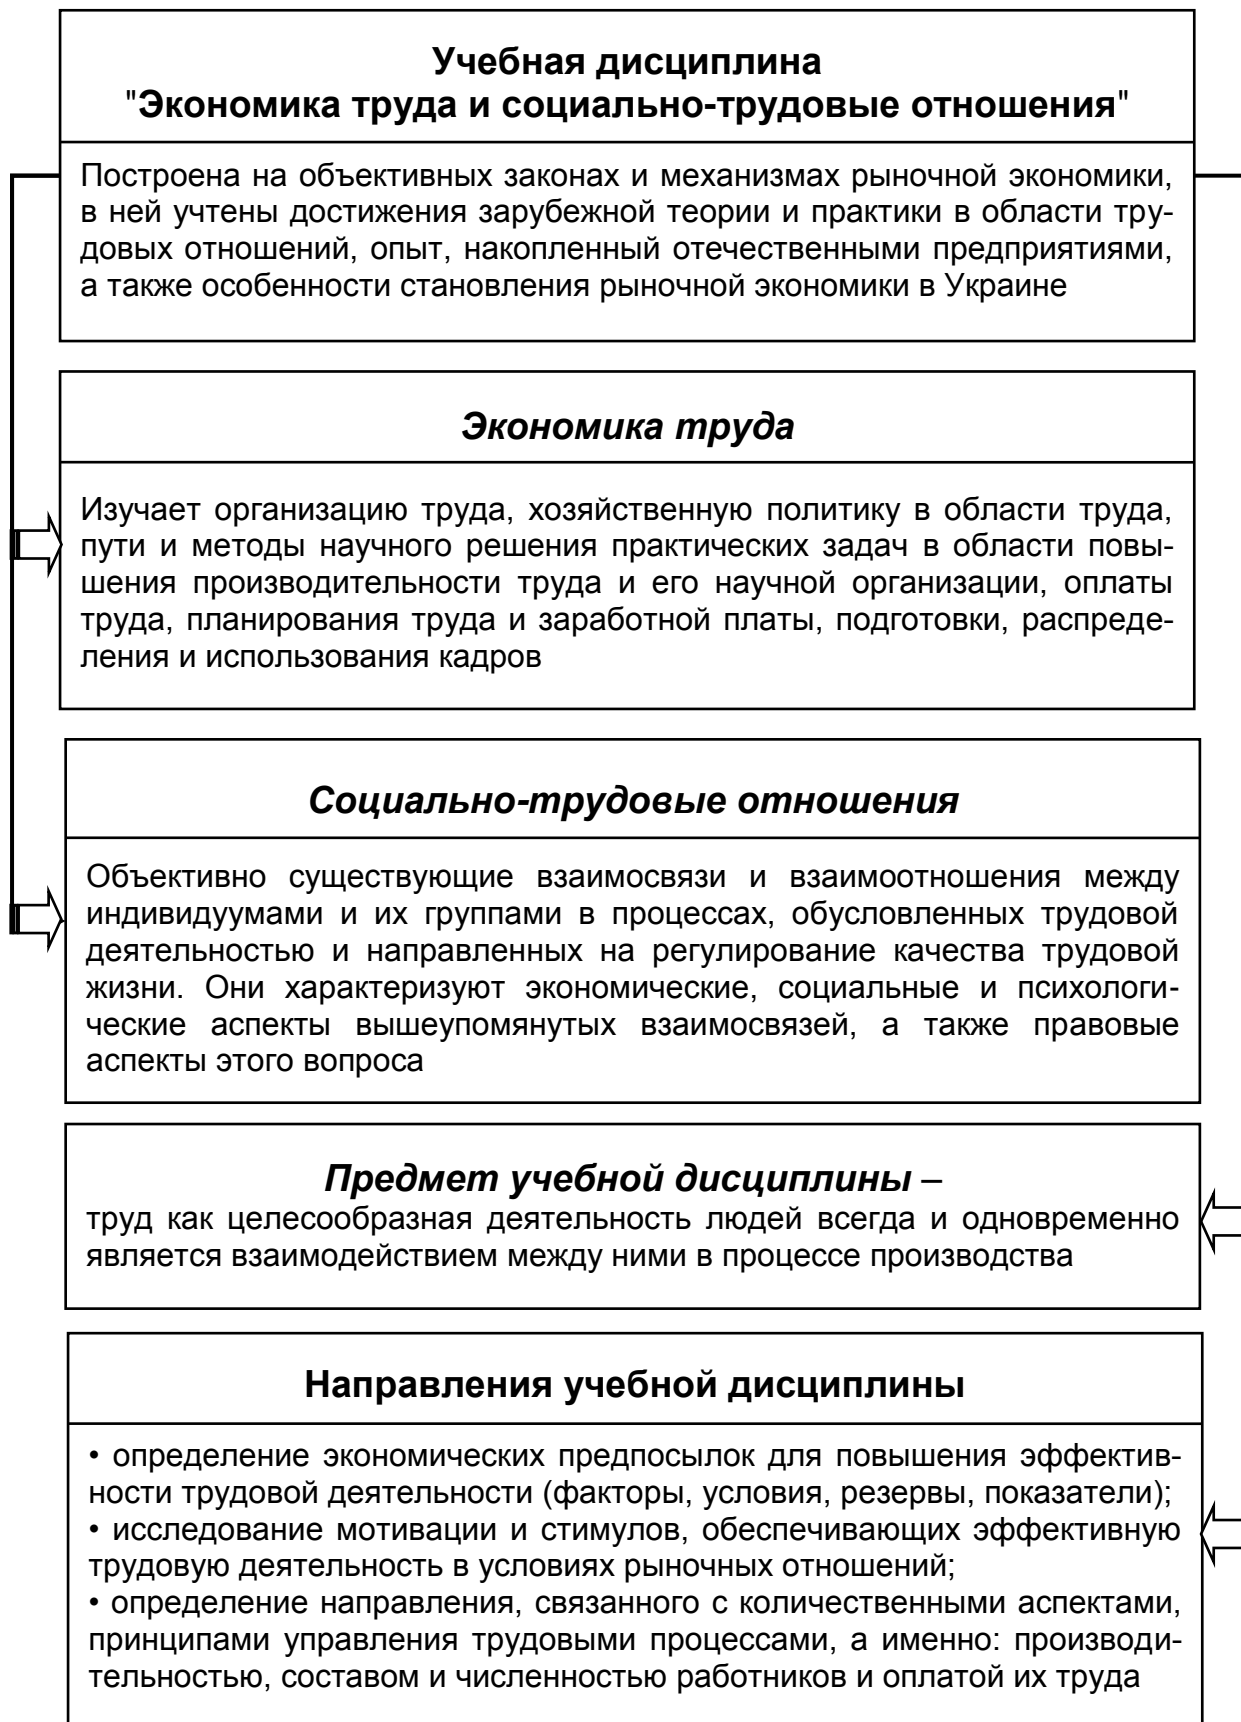 Учебная дисциплина
"Экономика труда и социально-трудовые отношения"
Построена на объективных законах и механизмах рыночной экономики,
в ней учтены достижения зарубежной теории и практики в области тру-
довых отношений, опыт, накопленный отечественными предприятиями,
а также особенности становления рыночной экономики в Украине
Экономика труда
Изучает организацию труда, хозяйственную политику в области труда,
пути и методы научного решения практических задач в области повы-
шения производительности труда и его научной организации, оплаты
труда, планирования труда и заработной платы, подготовки, распреде-
ления и использования кадров
Социально-трудовые отношения
Объективно существующие взаимосвязи и взаимоотношения между
индивидуумами и их группами в процессах, обусловленных трудовой
деятельностью и направленных на регулирование качества трудовой
жизни. Они характеризуют экономические, социальные и психологи-
ческие аспекты вышеупомянутых взаимосвязей, а также правовые
аспекты этого вопроса
Предмет учебной дисциплины –
труд как целесообразная деятельность людей всегда и одновременно
является взаимодействием между ними в процессе производства
Направления учебной дисциплины
• определение экономических предпосылок для повышения эффектив-
ности трудовой деятельности (факторы, условия, резервы, показатели);
• исследование мотивации и стимулов, обеспечивающих эффективную
трудовую деятельность в условиях рыночных отношений;
• определение направления, связанного с количественными аспектами,
принципами управления трудовыми процессами, а именно: производи-
тельностью, составом и численностью работников и оплатой их труда